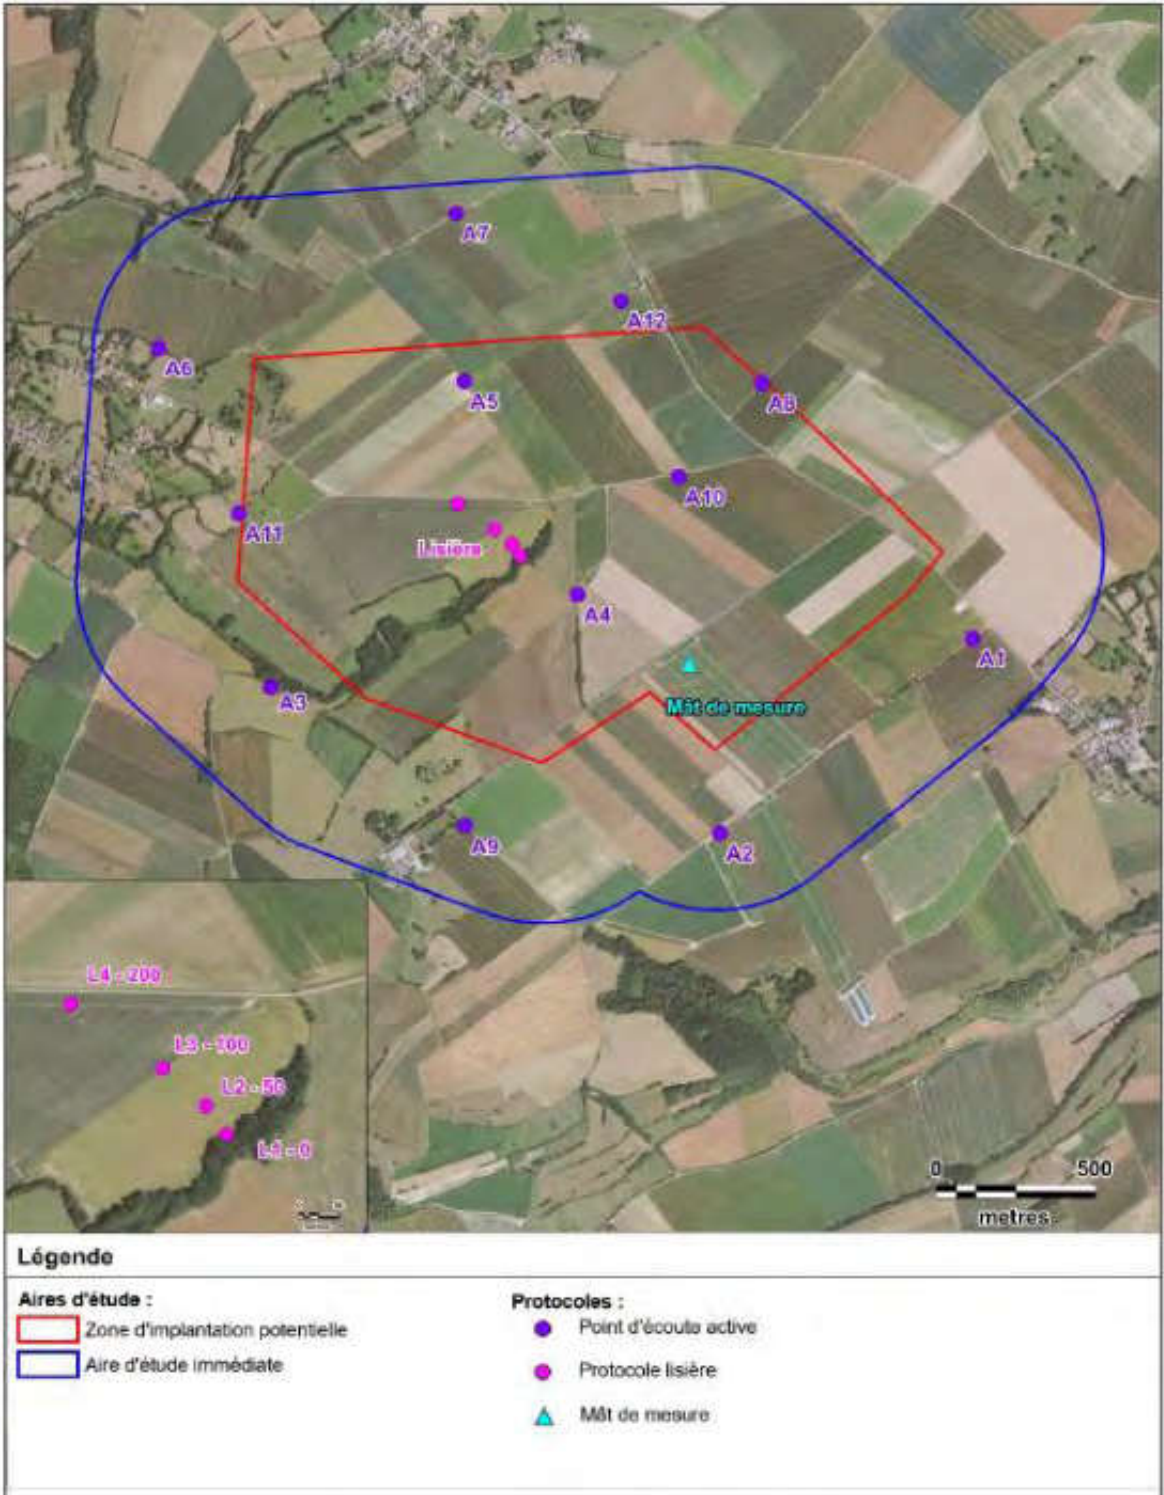 A7
A12
A6
A5
A8
A10
A11
Lisière
A4
A1
A3
Mât de mesure
A9
A2
L4 - 200
L3 - 100
L2 - 50
L1 - 0
0 500
metres
Légende
Aires d'étude :
Zone d'implantation potentielle
Aire d'étude immédiate
Protocoles :
Point d'écoute active
Protocole lisière
Mât de mesure